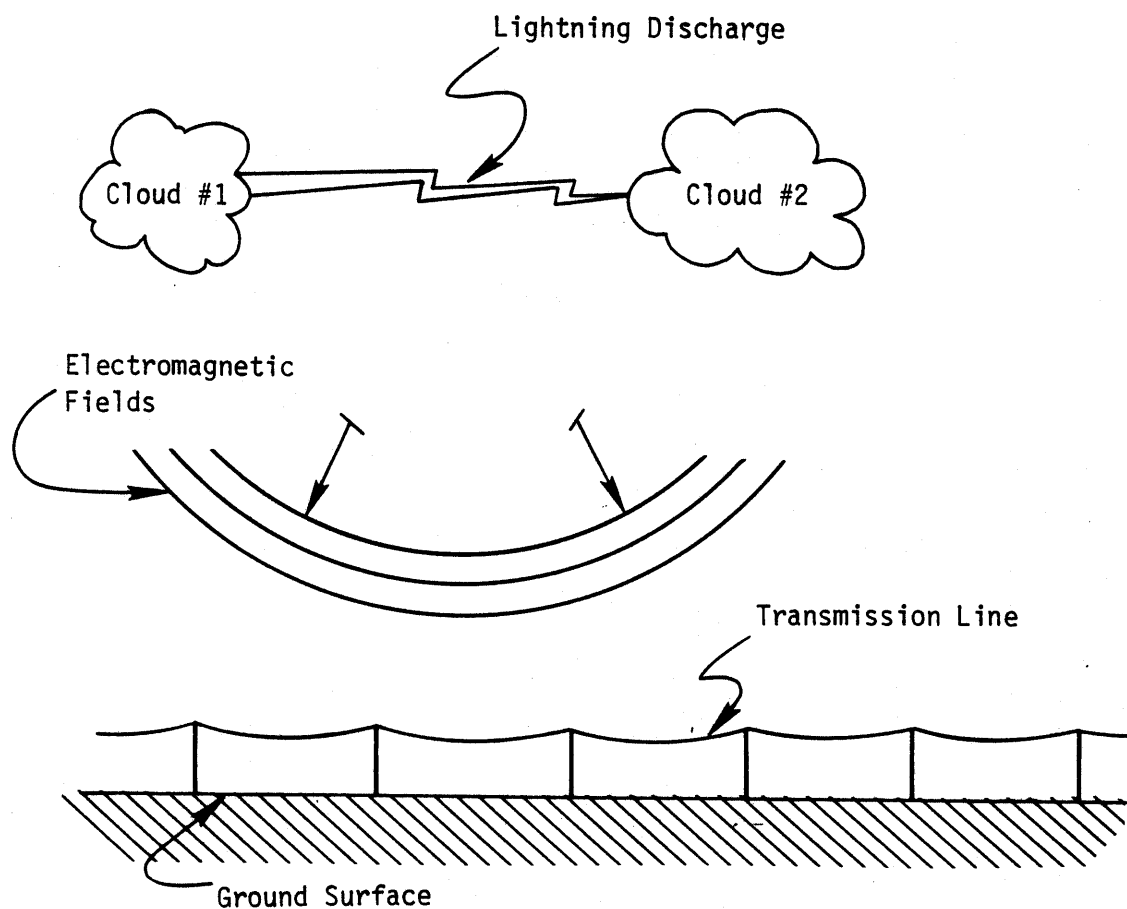 Lightning Discharge
Cloud #1
Cloud #2
Electromagnetic
Fields
Transmission Line
Ground Surface